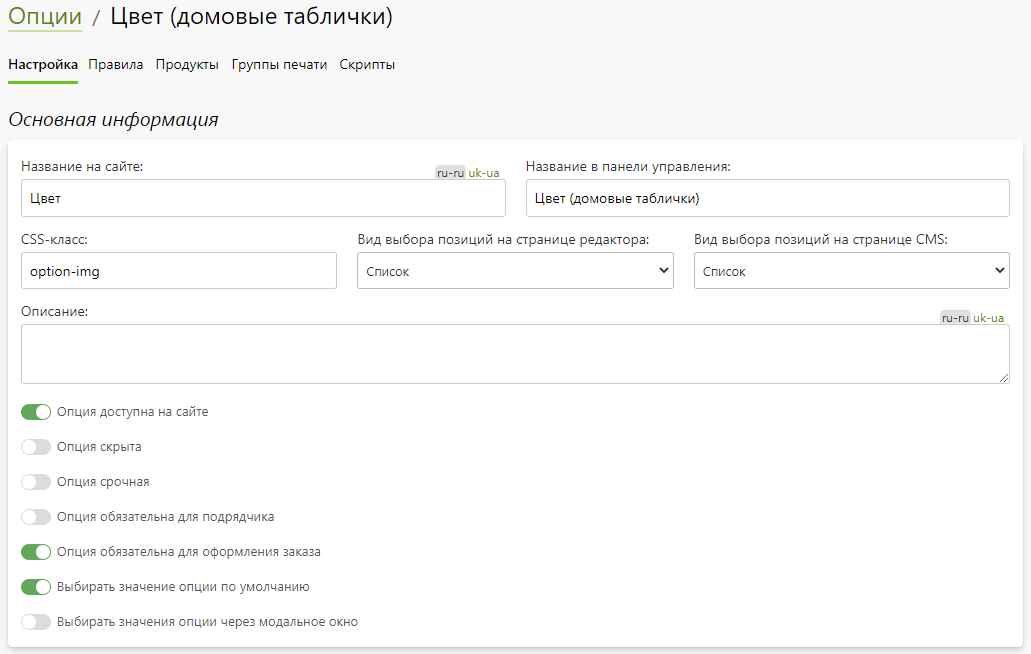 Опции / Цвет (домовые таблички)
Настройка Правила Продукты Группы печати Скрипты
Основная информация
Название на сайте: ru-ru uk-ua Название в панели управления:
Цвет Цвет (домовые таблички)
CSS-класс: Вид выбора позиций на странице редактора: Вид выбора позиций на странице CMS:
option-img Список Список
Описание: ru-ru uk-ua
Опция доступна на сайте
Опция скрыта
Опция срочная
Опция обязательна для подрядчика
Опция обязательна для оформления заказа
Выбирать значение опции по умолчанию
Выбирать значения опции через модальное окно